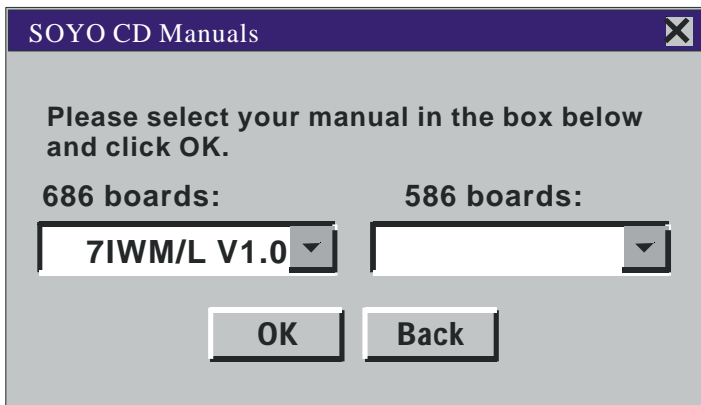 SOYO CD Manuals
Please select your manual in the box below
and click OK.
686 boards: 586 boards:
7IWM/L V1.0
OK Back